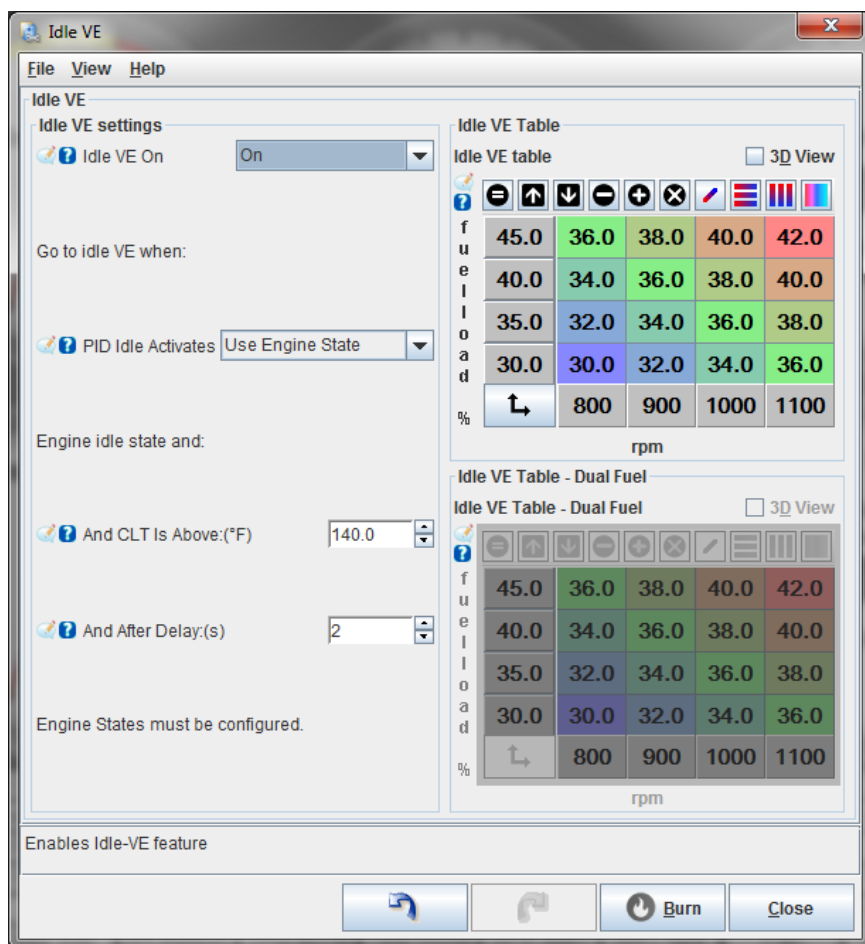 Idle VE
File View Help
Idle VE
Idle VE settings
Idle VE On On
Go to idle VE when:
PID Idle Activates Use Engine State
Engine idle state and:
And CLT Is Above:(°F) 140.0
And After Delay:(s) 2
Engine States must be configured.
Idle VE Table
Idle VE table 3D View
fuelload %
45.0 36.0 38.0 40.0 42.0
40.0 34.0 36.0 38.0 40.0
35.0 32.0 34.0 36.0 38.0
30.0 30.0 32.0 34.0 36.0
800 900 1000 1100
rpm
Idle VE Table - Dual Fuel
Idle VE Table - Dual Fuel 3D View
fuelload %
45.0 36.0 38.0 40.0 42.0
40.0 34.0 36.0 38.0 40.0
35.0 32.0 34.0 36.0 38.0
30.0 30.0 32.0 34.0 36.0
800 900 1000 1100
rpm
Enables Idle-VE feature
Burn Close